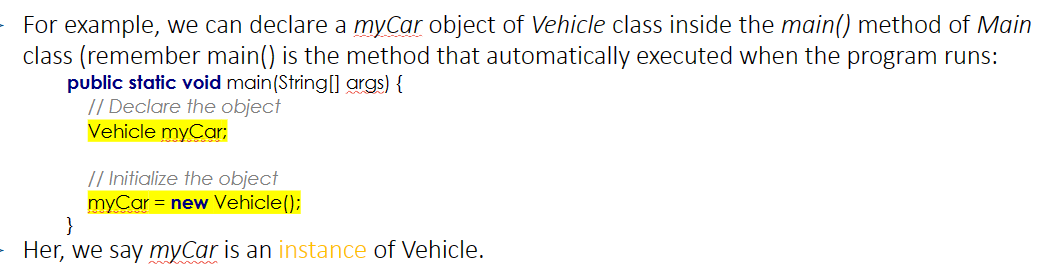 For example, we can declare a myCar object of Vehicle class inside the main() method of Main
class (remember main() is the method that automatically executed when the program runs:
public static void main(String[] args) {
// Declare the object
Vehicle myCar;
// Initialize the object
myCar = new Vehicle();
}
Her, we say myCar is an instance of Vehicle.